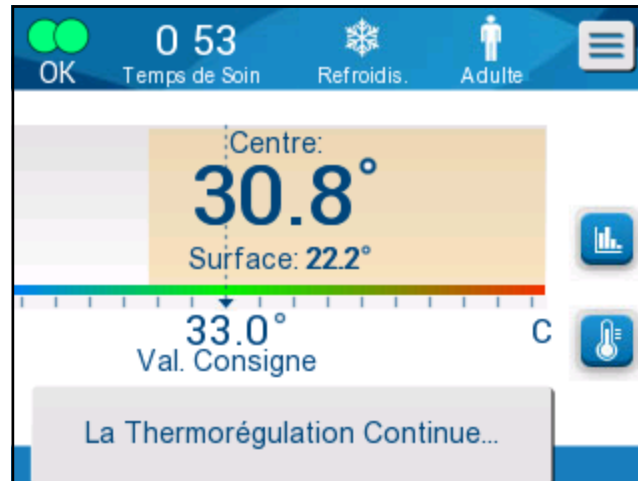 OK
0 53
Temps de Soin
Refroidis.
Adulte
Centre:
30.8°
Surface: 22.2°
33.0°
C
Val. Consigne
La Thermorégulation Continue...